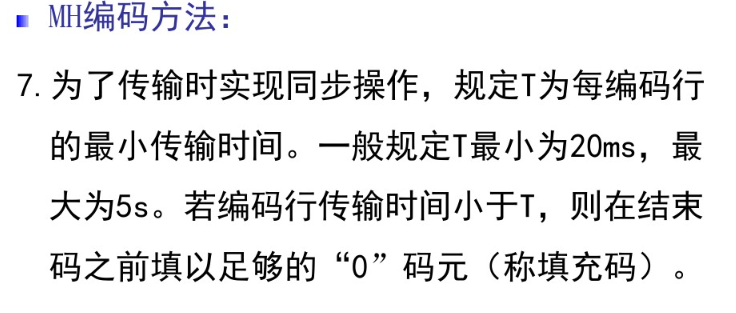 ▪ MH编码方法：
7. 为了传输时实现同步操作，规定T为每编码行
的最小传输时间。一般规定T最小为20ms，最
大为5s。若编码行传输时间小于T，则在结束
码之前填以足够的“0”码元（称填充码）。